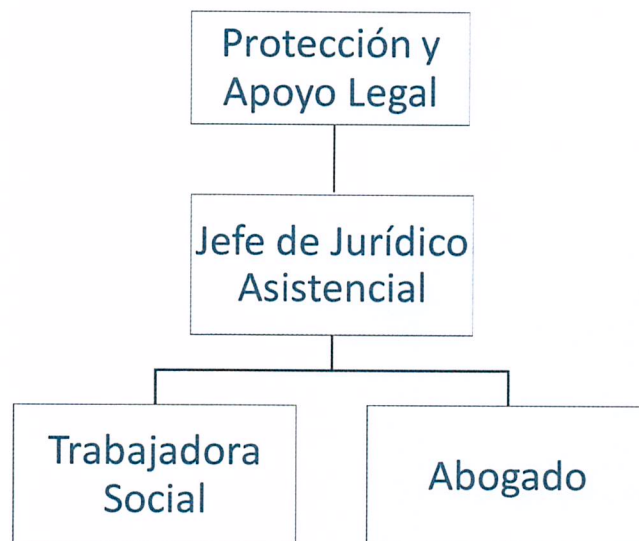 Protección y
Apoyo Legal
Jefe de Jurídico
Asistencial
Trabajadora
Social
Abogado